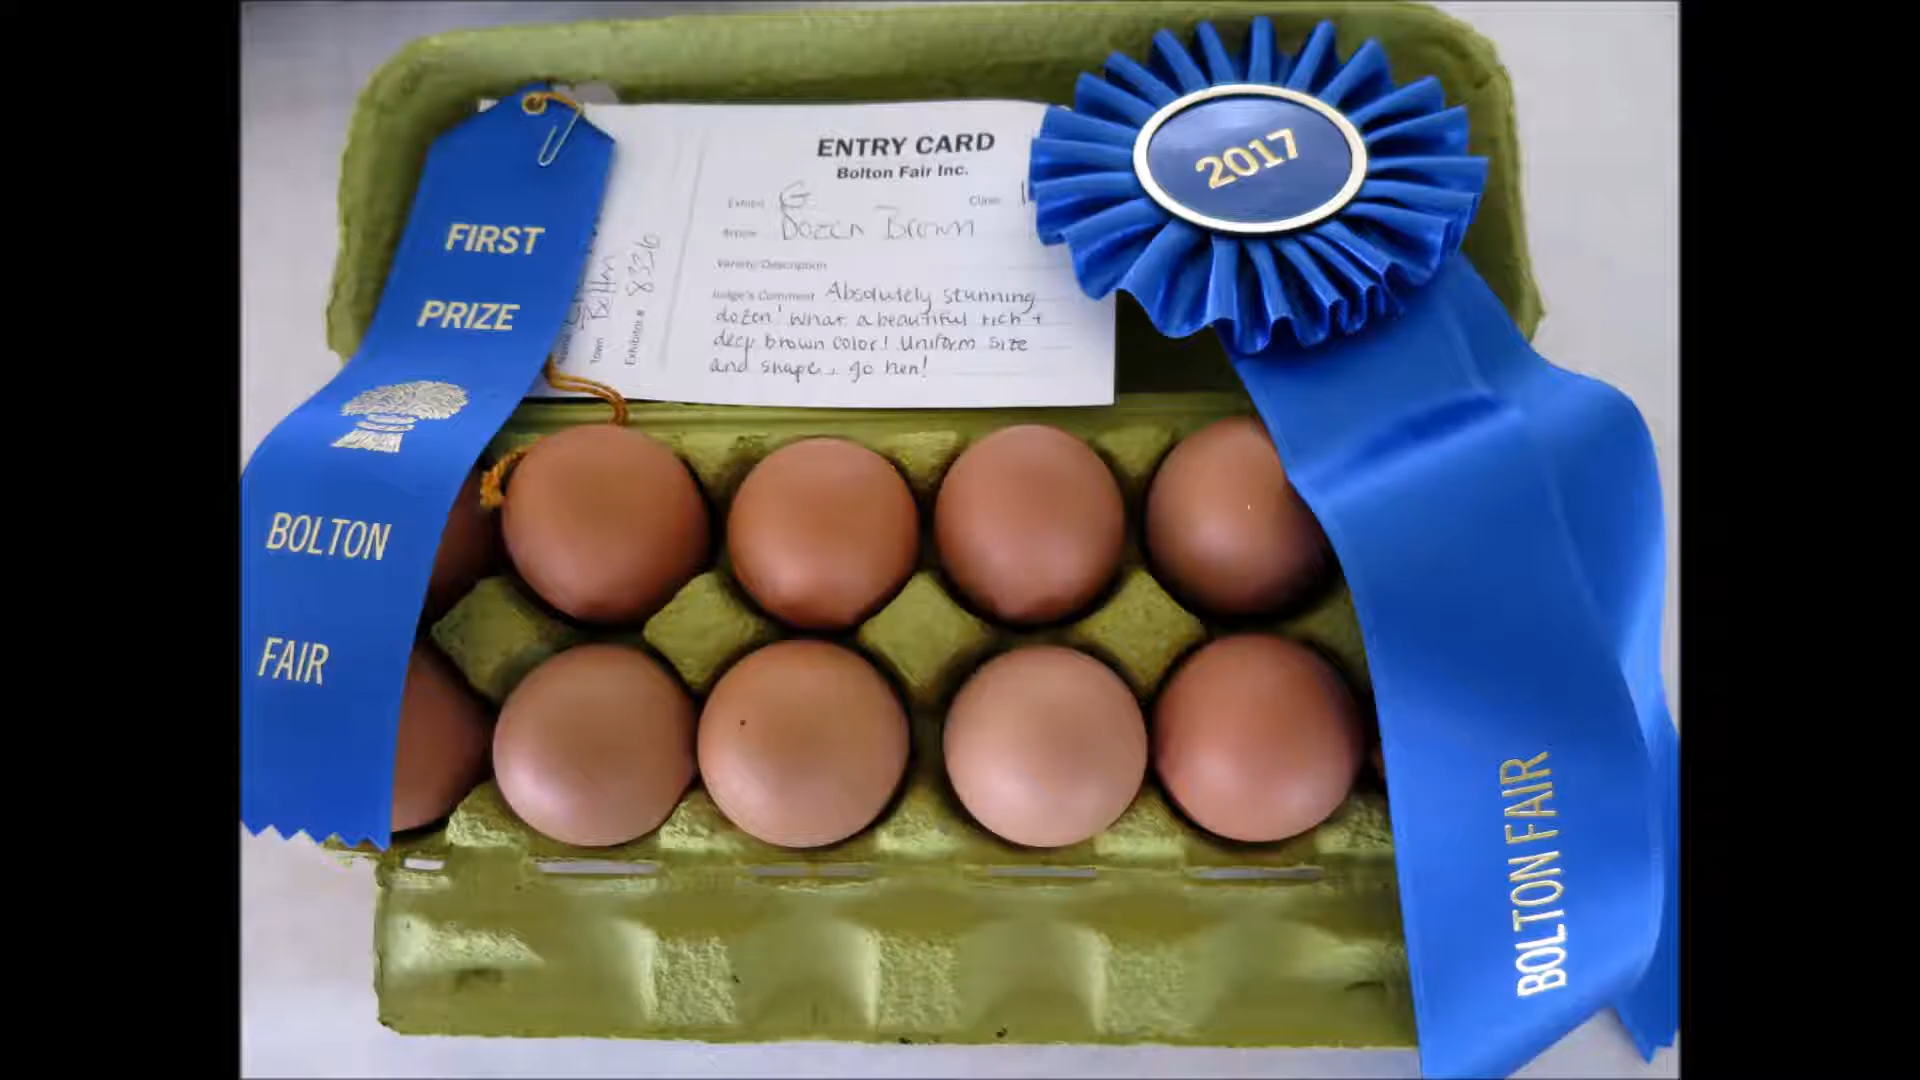 FIRST
PRIZE
BOLTON
FAIR
ENTRY CARD
Bolton Fair Inc.
Exhibit G Class
Dozen Brown
Variety/Description
Judge's Comment Absolutely stunning
dozen! What a beautiful rich +
deep brown color! Uniform size
and shape, go hen!
Town Bolton
Exhibitor # 8326
2017
BOLTON FAIR